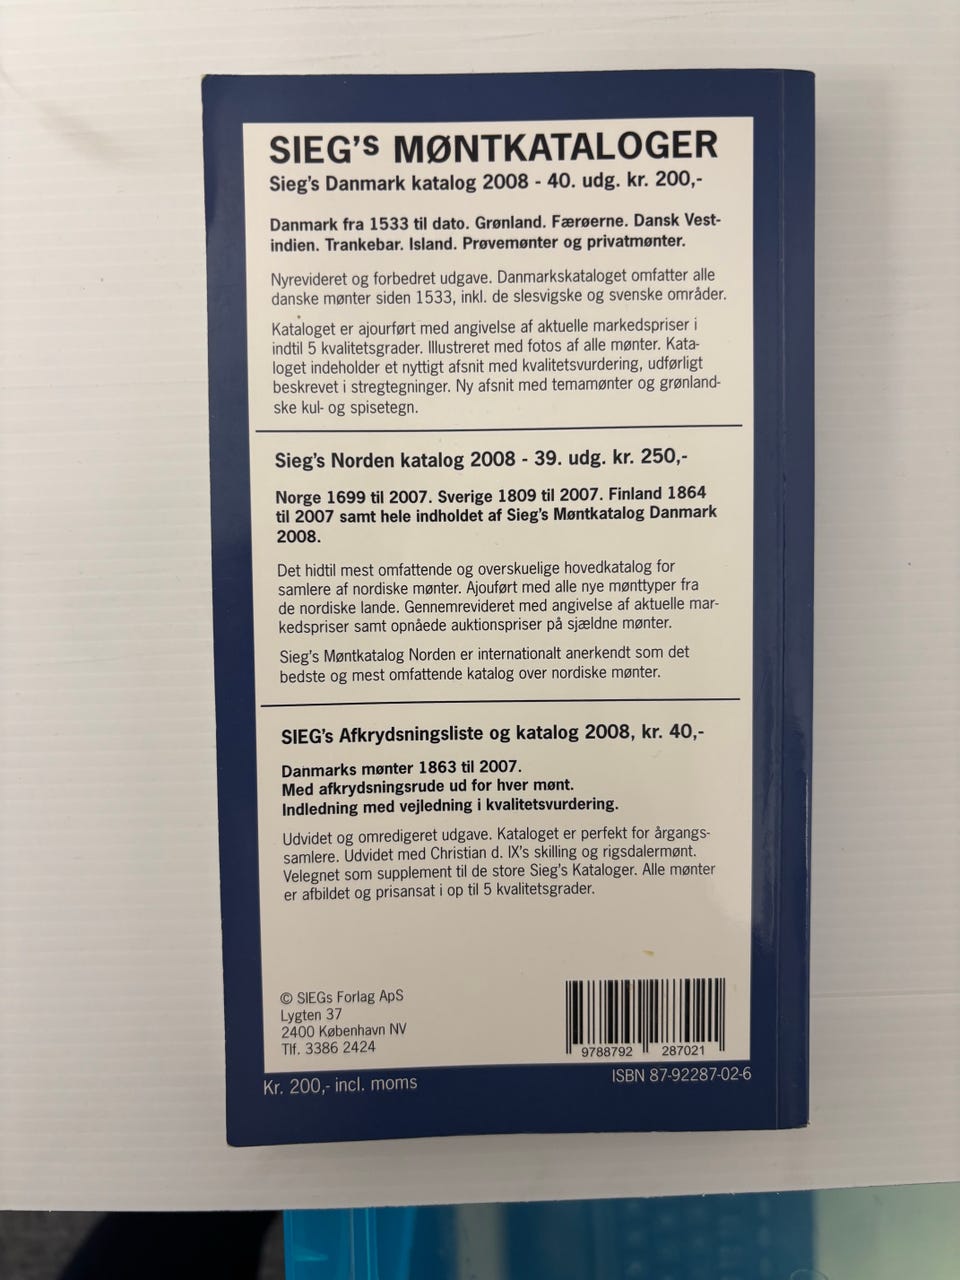 SIEG's MØNTKATALOGER
Sieg's Danmark katalog 2008 - 40. udg. kr. 200,-
Danmark fra 1533 til dato. Grønland. Færøerne. Dansk Vest-
indien. Trankebar. Island. Prøvemønter og privatmønter.
Nyrevideret og forbedret udgave. Danmarkskataloget omfatter alle
danske mønter siden 1533, inkl. de slesvigske og svenske områder.
Kataloget er ajourført med angivelse af aktuelle markedspriser i
indtil 5 kvalitetsgrader. Illustreret med fotos af alle mønter. Kata-
loget indeholder et nyttigt afsnit med kvalitetsvurdering, udførligt
beskrevet i stregtegninger. Ny afsnit med temamønter og grønland-
ske kul- og spisetegn.
Sieg's Norden katalog 2008 - 39. udg. kr. 250,-
Norge 1699 til 2007. Sverige 1809 til 2007. Finland 1864
til 2007 samt hele indholdet af Sieg's Møntkatalog Danmark
2008.
Det hidtil mest omfattende og overskuelige hovedkatalog for
samlere af nordiske mønter. Ajouført med alle nye mønttyper fra
de nordiske lande. Gennemrevideret med angivelse af aktuelle mar-
kedspriser samt opnåede auktionspriser på sjældne mønter.
Sieg's Møntkatalog Norden er internationalt anerkendt som det
bedste og mest omfattende katalog over nordiske mønter.
SIEG's Afkrydsningsliste og katalog 2008, kr. 40,-
Danmarks mønter 1863 til 2007.
Med afkrydsningsrude ud for hver mønt.
Indledning med vejledning i kvalitetsvurdering.
Udvidet og omredigeret udgave. Kataloget er perfekt for årgangs-
samlere. Udvidet med Christian d. IX's skilling og rigsdalermønt.
Velegnet som supplement til de store Sieg's Kataloger. Alle mønter
er afbildet og prisansat i op til 5 kvalitetsgrader.
© SIEGs Forlag ApS
Lygten 37
2400 København NV
Tlf. 3386 2424
9788792 287021
Kr. 200,- incl. moms
ISBN 87-92287-02-6